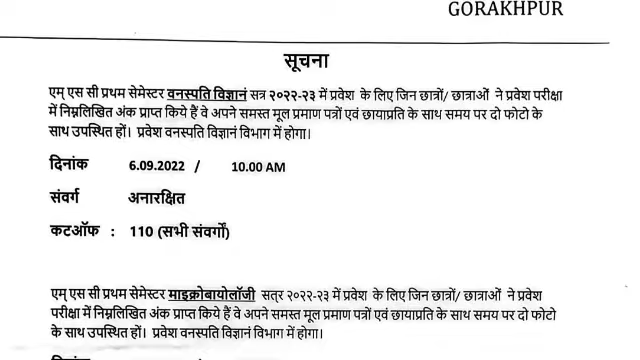 GORAKHPUR
सूचना
एम् एस सी प्रथम सेमेस्टर वनस्पति विज्ञानं सत्र २०२२-२३ में प्रवेश के लिए जिन छात्रों/ छात्राओं ने प्रवेश परीक्षा
में निम्नलिखित अंक प्राप्त किये हैं वे अपने समस्त मूल प्रमाण पत्रों एवं छायाप्रति के साथ समय पर दो फोटो के
साथ उपस्थित हों। प्रवेश वनस्पति विज्ञानं विभाग में होगा।
दिनांक 6.09.2022 / 10.00 AM
संवर्ग अनारक्षित
कटऑफ : 110 (सभी संवर्गों)
एम् एस सी प्रथम सेमेस्टर माइक्रोबायोलॉजी सत्र २०२२-२३ में प्रवेश के लिए जिन छात्रों/ छात्राओं ने प्रवेश
परीक्षा में निम्नलिखित अंक प्राप्त किये हैं वे अपने समस्त मूल प्रमाण पत्रों एवं छायाप्रति के साथ समय पर दो फोटो
के साथ उपस्थित हों। प्रवेश वनस्पति विज्ञानं विभाग में होगा।